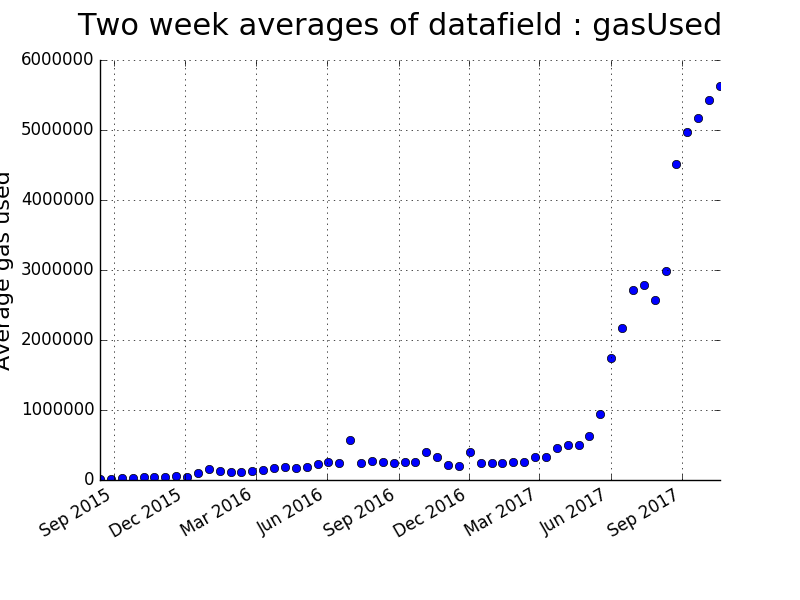 Two week averages of datafield : gasUsed
6000000
5000000
4000000
3000000
2000000
1000000
0
Average gas used
Sep 2015
Dec 2015
Mar 2016
Jun 2016
Sep 2016
Dec 2016
Mar 2017
Jun 2017
Sep 2017